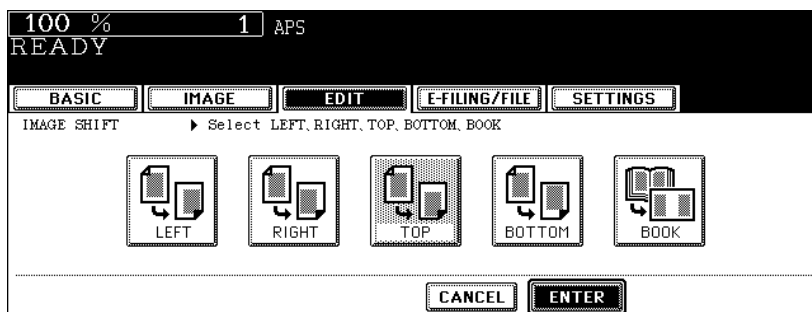 100 % 1 APS
READY
BASIC IMAGE EDIT E-FILING/FILE SETTINGS
IMAGE SHIFT ▶ Select LEFT, RIGHT, TOP, BOTTOM, BOOK
LEFT RIGHT TOP BOTTOM BOOK
CANCEL ENTER